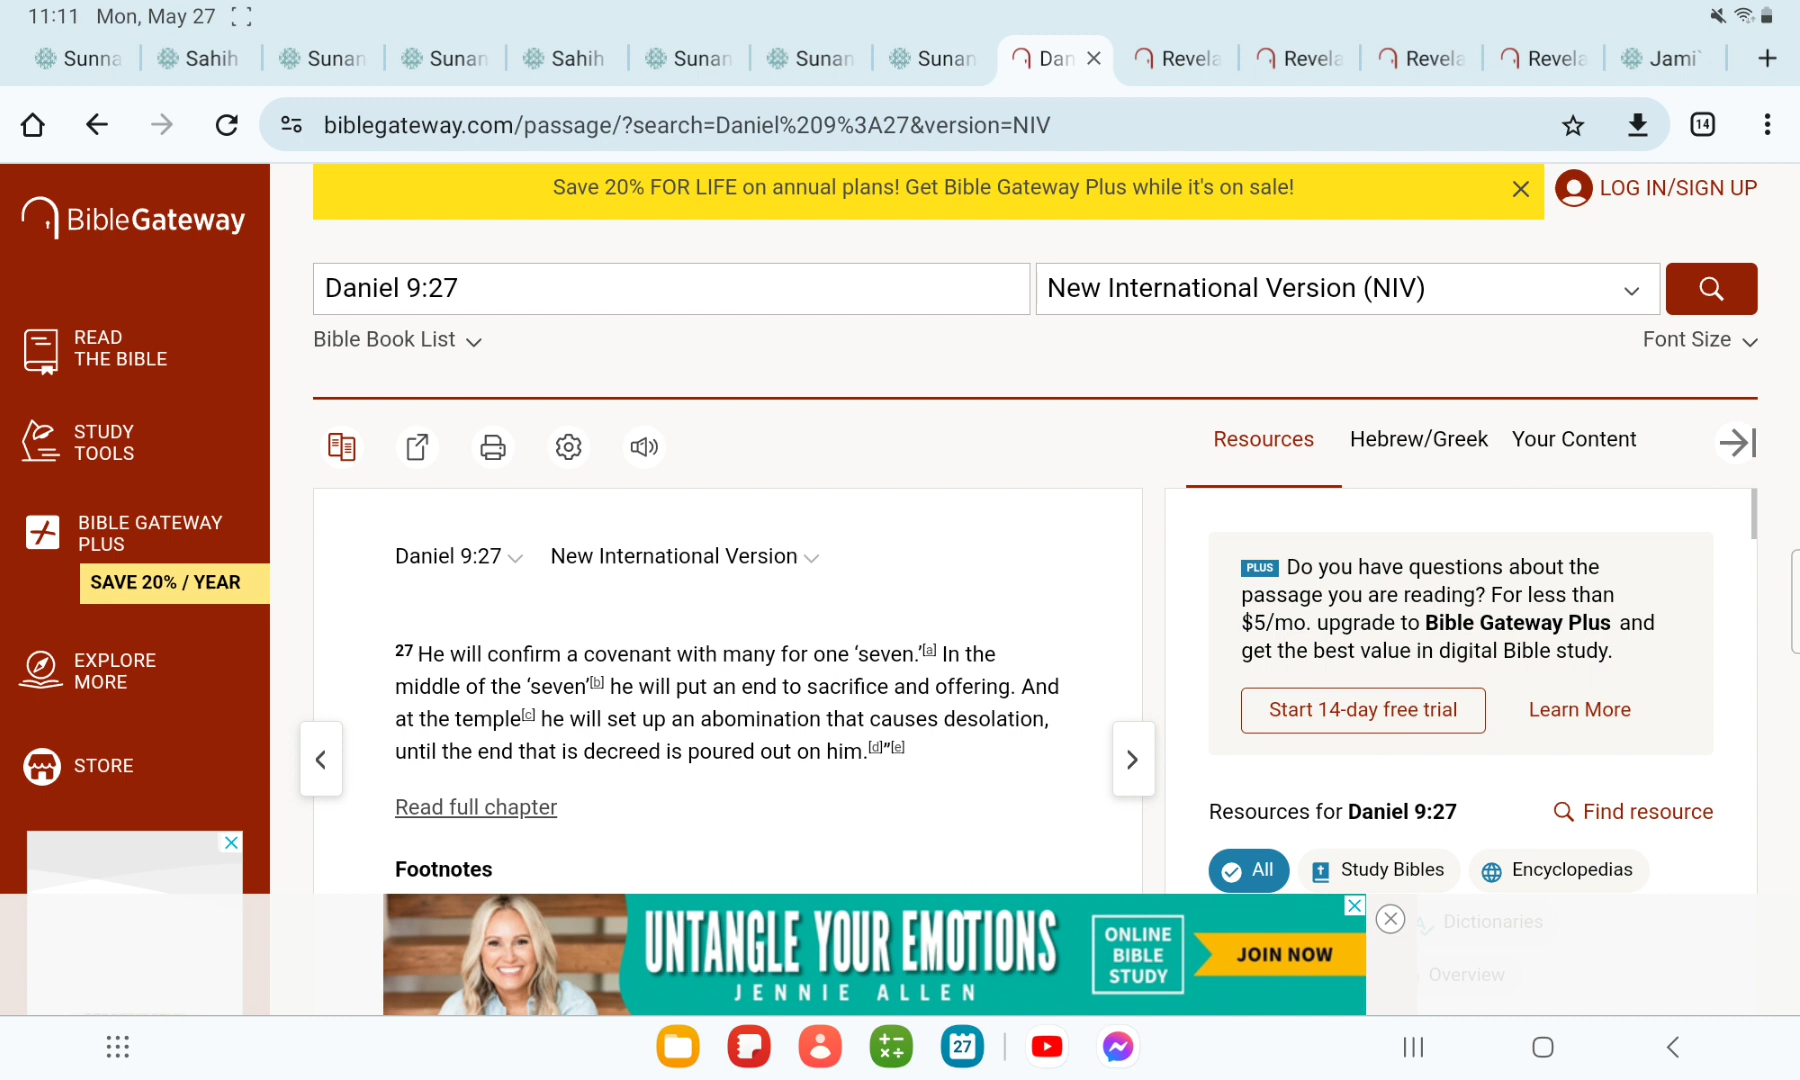 11:11 Mon, May 27
Sunna
Sahih
Sunan
Sunan
Sahih
Sunan
Sunan
Sunan
Dan
Revela
Revela
Revela
Revela
Jami`
biblegateway.com/passage/?search=Daniel%209%3A27&version=NIV
14
BibleGateway
Save 20% FOR LIFE on annual plans! Get Bible Gateway Plus while it's on sale!
LOG IN/SIGN UP
Daniel 9:27
New International Version (NIV)
Bible Book List
Font Size
READ
THE BIBLE
STUDY
TOOLS
BIBLE GATEWAY
PLUS
SAVE 20% / YEAR
EXPLORE
MORE
STORE
Resources
Hebrew/Greek
Your Content
Daniel 9:27
New International Version
27 He will confirm a covenant with many for one ‘seven.’[a] In the
middle of the ‘seven’[b] he will put an end to sacrifice and offering. And
at the temple[c] he will set up an abomination that causes desolation,
until the end that is decreed is poured out on him.[d]”[e]
Read full chapter
Footnotes
PLUS Do you have questions about the
passage you are reading? For less than
$5/mo. upgrade to Bible Gateway Plus and
get the best value in digital Bible study.
Start 14-day free trial
Learn More
Resources for Daniel 9:27
Find resource
All
Study Bibles
Encyclopedias
Dictionaries
Overview
UNTANGLE YOUR EMOTIONS
JENNIE ALLEN
ONLINE
BIBLE
STUDY
JOIN NOW
27